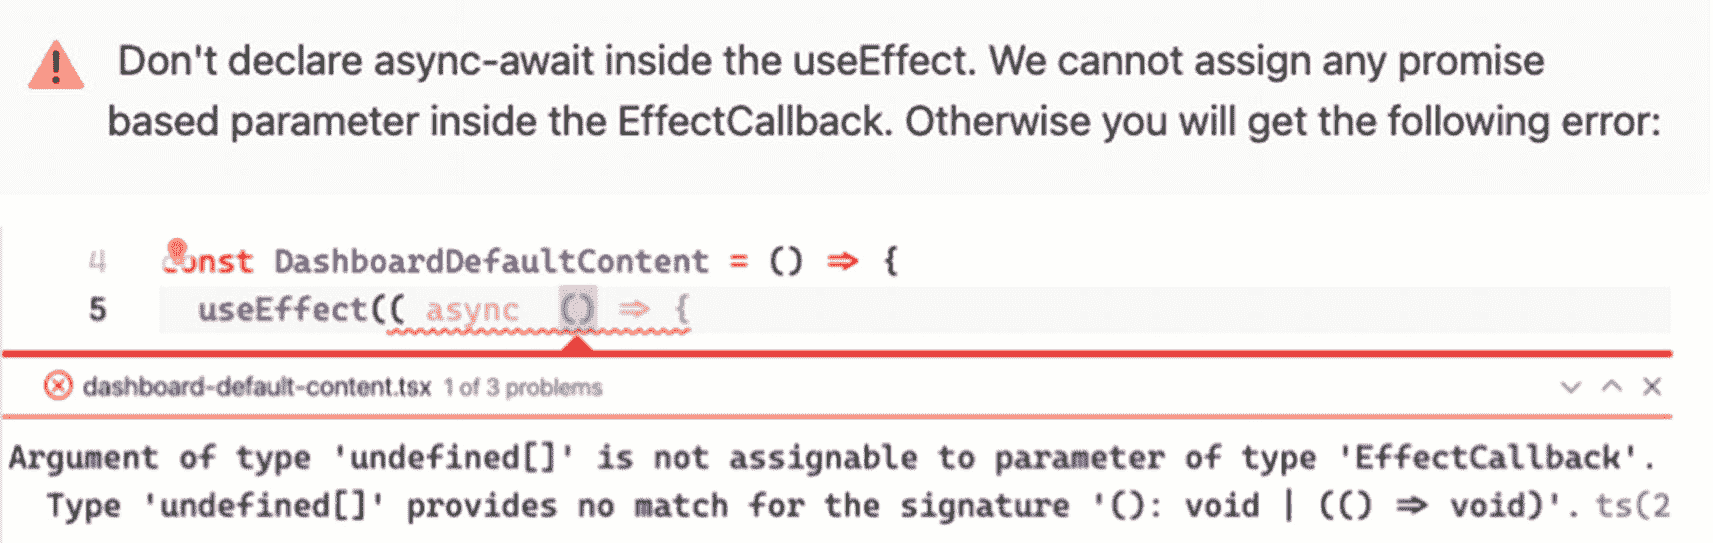 Don't declare async-await inside the useEffect. We cannot assign any promise
based parameter inside the EffectCallback. Otherwise you will get the following error:
4 const DashboardDefaultContent = () => {
5 useEffect(( async () => {
dashboard-default-content.tsx 1 of 3 problems
Argument of type 'undefined[]' is not assignable to parameter of type 'EffectCallback'.
Type 'undefined[]' provides no match for the signature '(): void | (() => void)'. ts(2